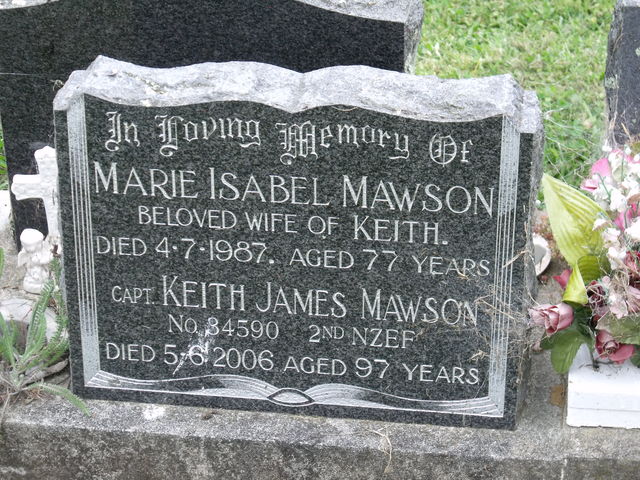 In Loving Memory Of
MARIE ISABEL MAWSON
BELOVED WIFE OF KEITH.
DIED 4·7·1987. AGED 77 YEARS
CAPT. KEITH JAMES MAWSON
NO. 34590 2ND NZEF
DIED 5·6·2006 AGED 97 YEARS